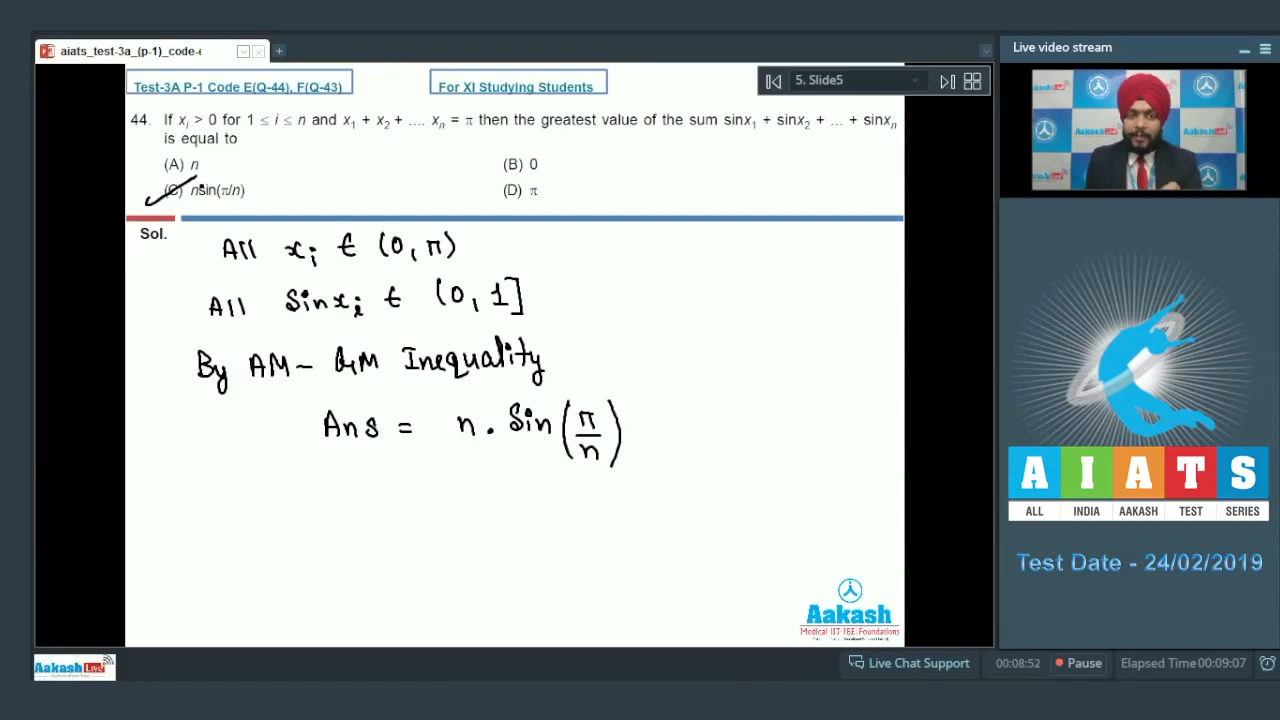 aiats_test-3a_(p-1)_code-e
Live video stream
Test-3A P-1 Code E(Q-44), F(Q-43)
For XI Studying Students
5. Slide5
44. If xᵢ > 0 for 1 ≤ i ≤ n and x₁ + x₂ + .... xₙ = π then the greatest value of the sum sinx₁ + sinx₂ + ... + sinxₙ
is equal to
(A) n
(B) 0
(C) nsin(π/n)
(D) π
Sol.
All xᵢ ∈ (0, π)
All Sinxᵢ ∈ (0, 1]
By AM - GM Inequality
Ans = n . Sin (π/n)
A I A T S
ALL INDIA AAKASH TEST SERIES
Test Date - 24/02/2019
Aakash
Medical|IIT-JEE|Foundations
Aakash Live
Live Chat Support
00:08:52
Pause
Elapsed Time 00:09:07